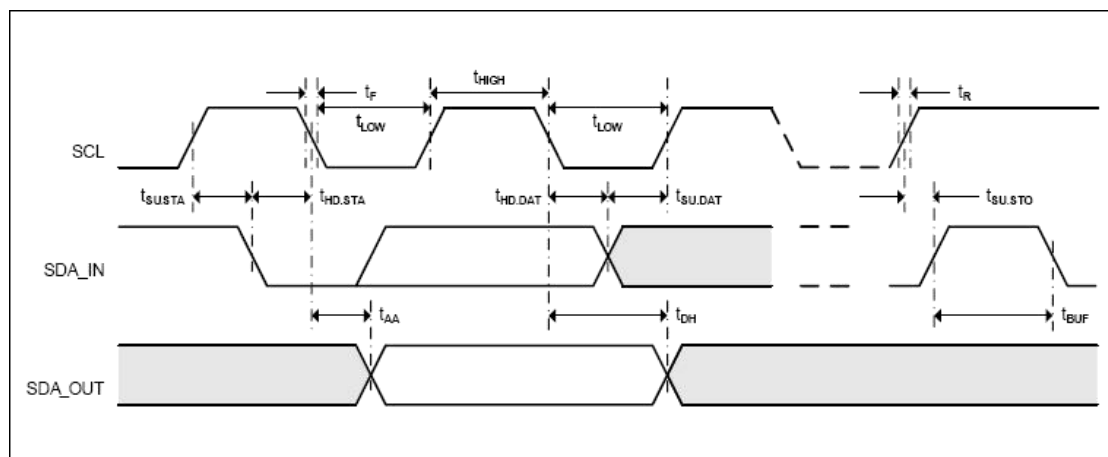 tHIGH
tF
tR
tLOW
tLOW
SCL
tSU.STA
tHD.STA
tHD.DAT
tSU.DAT
tSU.STO
SDA_IN
tAA
tDH
tBUF
SDA_OUT